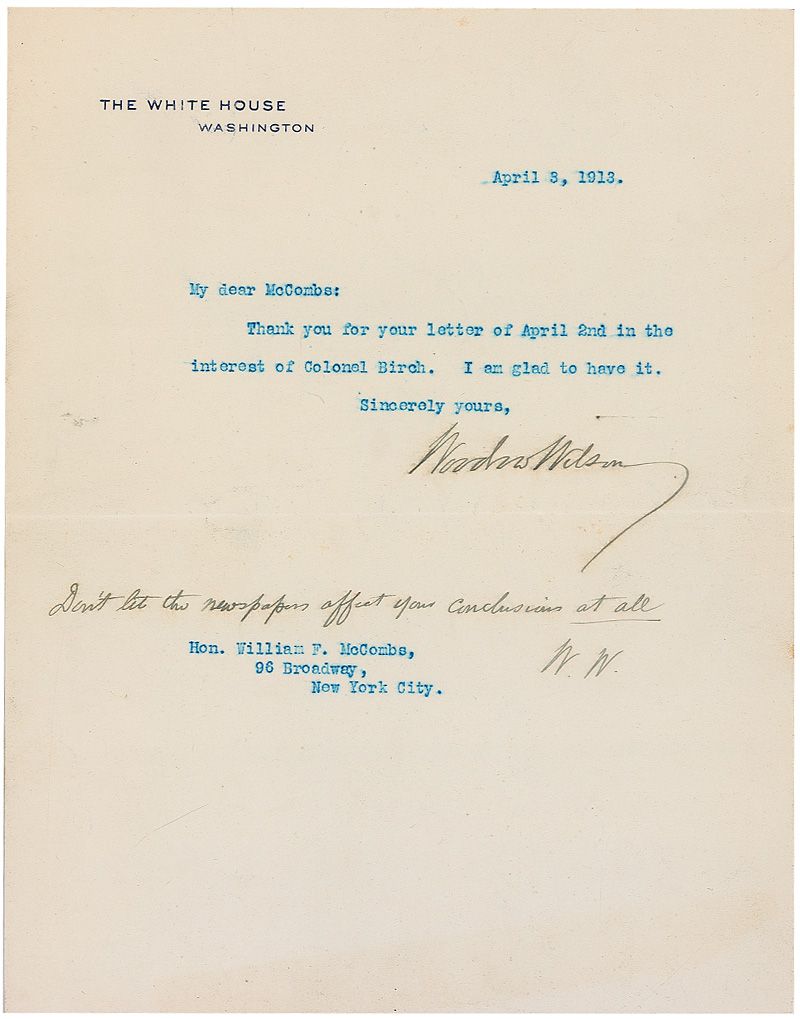 THE WHITE HOUSE
WASHINGTON
April 3, 1913.
My dear McCombs:
Thank you for your letter of April 2nd in the
interest of Colonel Birch.  I am glad to have it.
Sincerely yours,
Woodrow Wilson
Don't let the newspapers affect your conclusions at all
W. W.
Hon. William F. McCombs,
96 Broadway,
New York City.